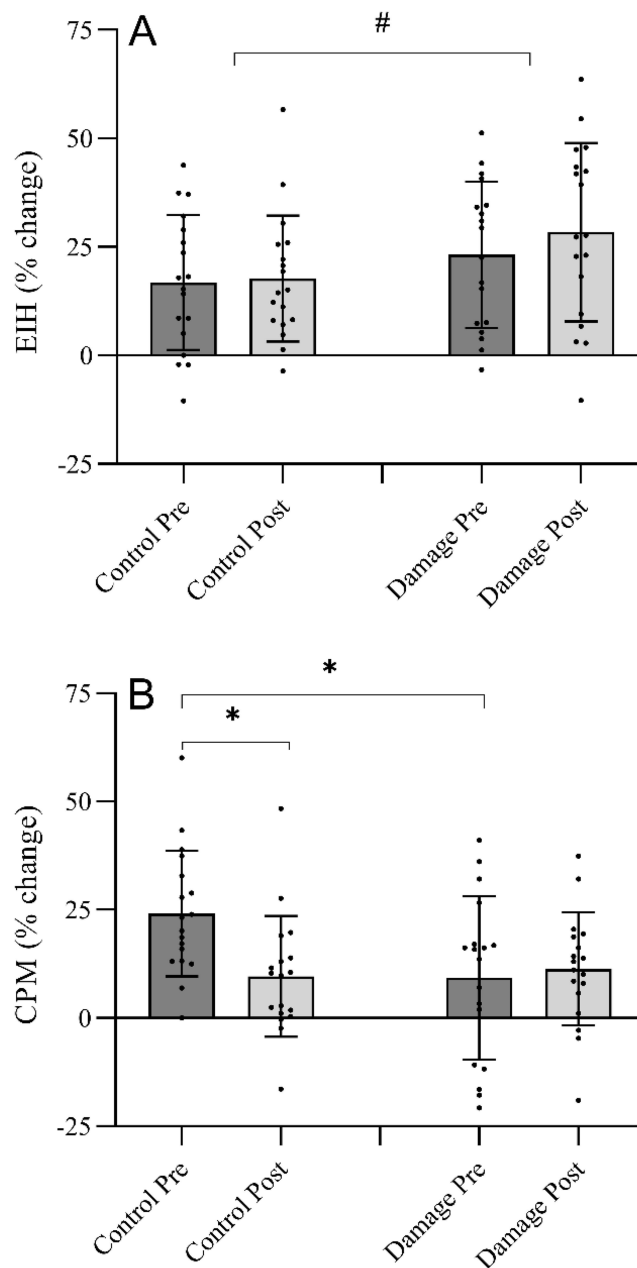 A
#
75
50
25
0
-25
EIH (% change)
Control Pre
Control Post
Damage Pre
Damage Post
B
*
*
75
50
25
0
-25
CPM (% change)
Control Pre
Control Post
Damage Pre
Damage Post